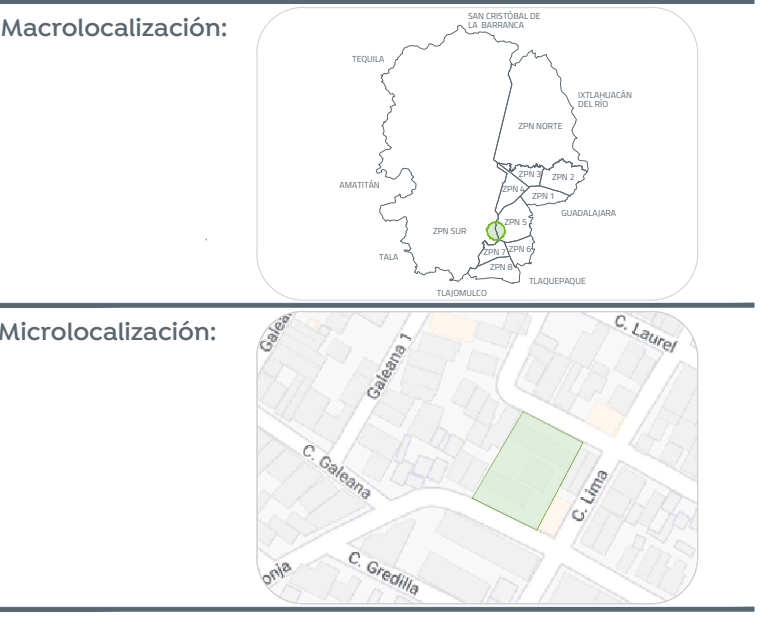 Macrolocalización:
SAN CRISTÓBAL DE
LA BARRANCA
TEQUILA
IXTLAHUACÁN
DEL RÍO
ZPN NORTE
ZPN 3
ZPN 2
AMATITÁN
ZPN 4
ZPN 1
GUADALAJARA
ZPN 5
ZPN SUR
ZPN 7
ZPN 6
TALA
ZPN 8
TLAQUEPAQUE
TLAJOMULCO
Microlocalización:
Galea
Galeana 1
C. Laurel
C. Galeana
C. Lima
C. Gredilla
onja